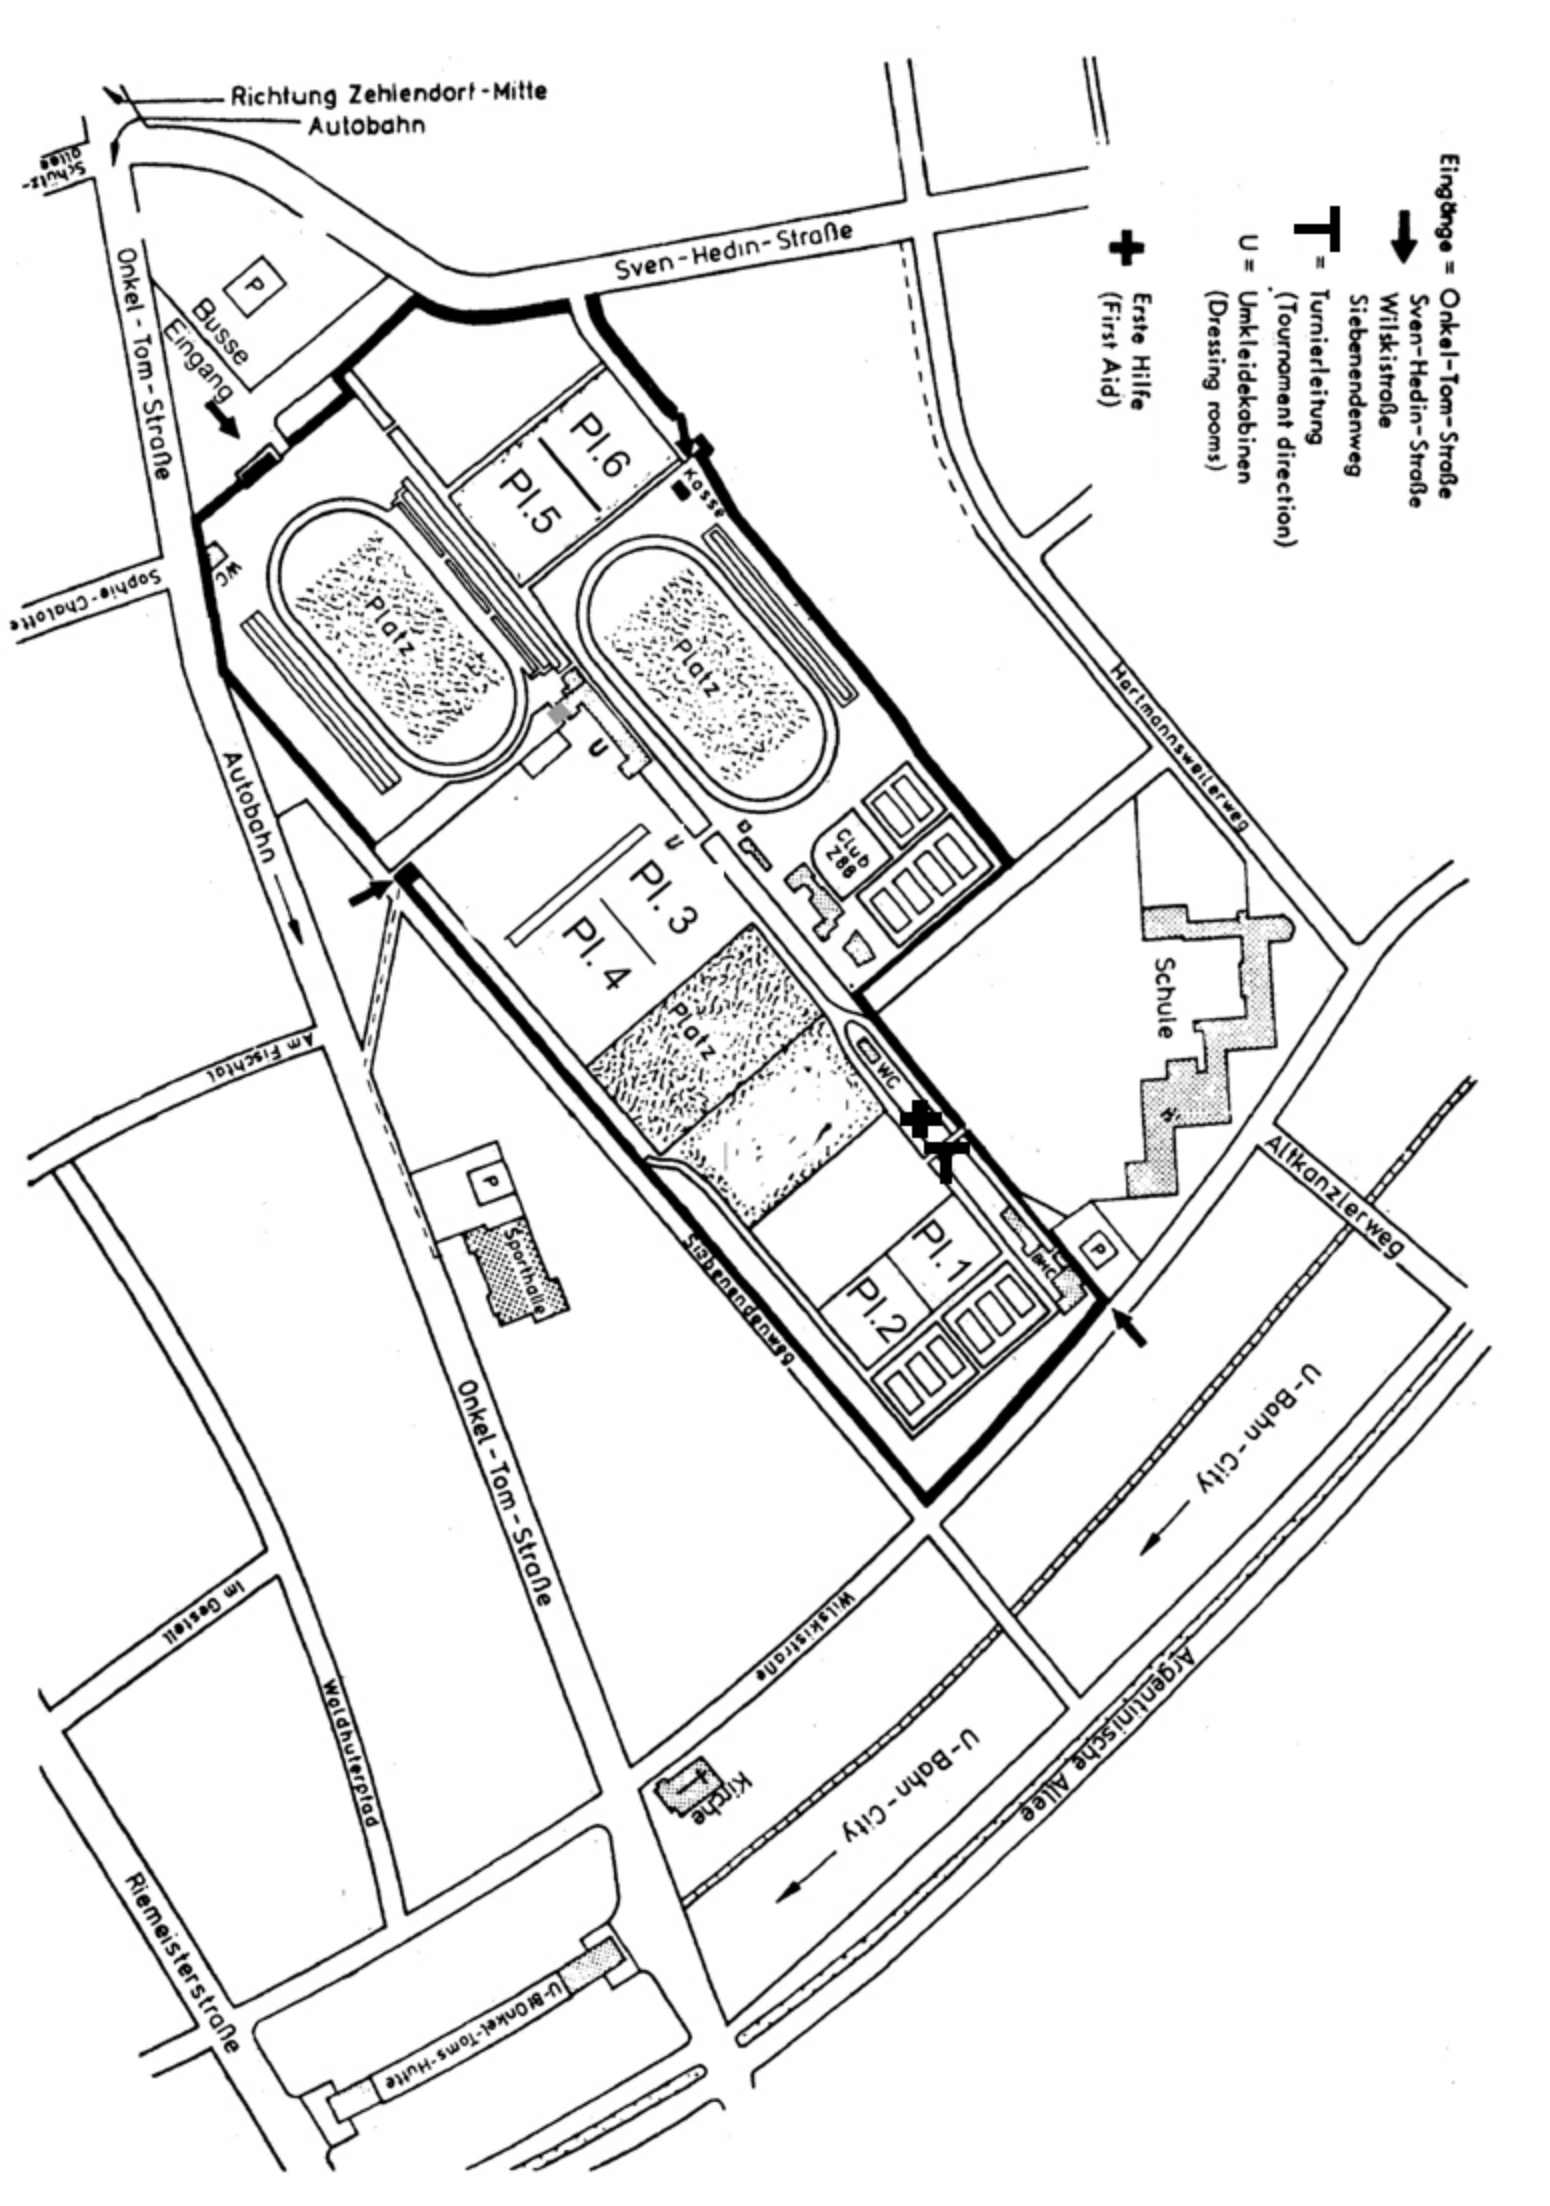 Richtung Zehlendorf-Mitte
Autobahn
Schütz-
allee
Onkel-Tom-Straße
P
Busse
Eingang
Sven-Hedin-Straße
Eingänge = Onkel-Tom-Straße
Sven-Hedin-Straße
Wilskistraße
Siebenendenweg
T = Turnierleitung
(Tournament direction)
U = Umkleidekabinen
(Dressing rooms)
Erste Hilfe
(First Aid)
Pl.6
Pl.5
Kasse
WC
Sophie-Chalotte
Platz
Platz
Hartmannsweilerweg
U
U
Autobahn
Club
Z88
Pl. 3
Pl. 4
Schule
Platz
WC
T
Am Fischtal
P
Sporthalle
Siebenendenweg
Pl.1
Pl.2
BHC
P
Altkanzlerweg
U-Bahn-City
Onkel-Tom-Straße
Wilskistraße
Im Gestell
Waldhüterpfad
Argentinische Allee
U-Bahn-City
Kirche
Riemeisterstraße
U-Bf Onkel-Toms-Hütte